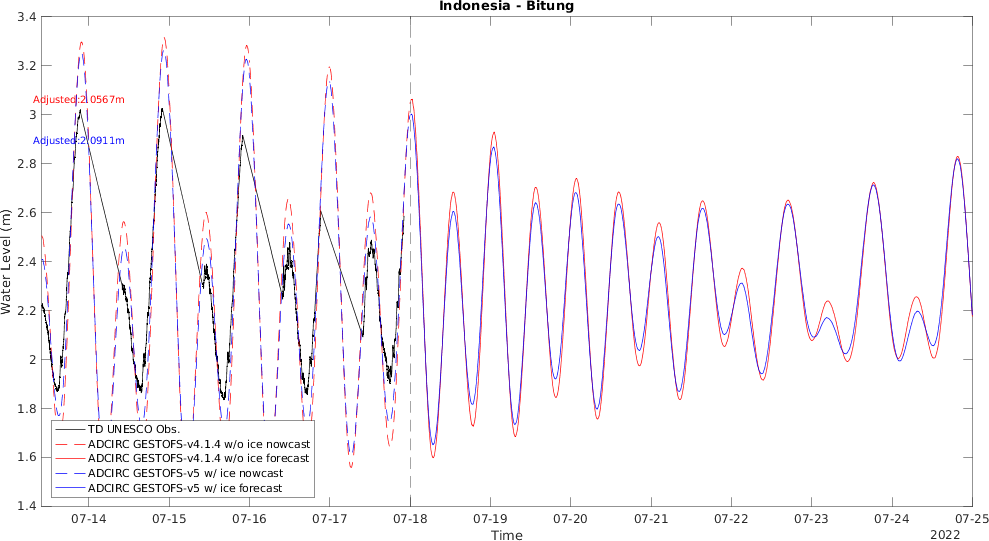 Indonesia - Bitung
3.4
3.2
3
2.8
2.6
2.4
2.2
2
1.8
1.6
1.4
Water Level (m)
Adjusted:2.0567m
Adjusted:2.0911m
TD UNESCO Obs.
ADCIRC GESTOFS-v4.1.4 w/o ice nowcast
ADCIRC GESTOFS-v4.1.4 w/o ice forecast
ADCIRC GESTOFS-v5 w/ ice nowcast
ADCIRC GESTOFS-v5 w/ ice forecast
07-14 07-15 07-16 07-17 07-18 07-19 07-20 07-21 07-22 07-23 07-24 07-25
Time
2022